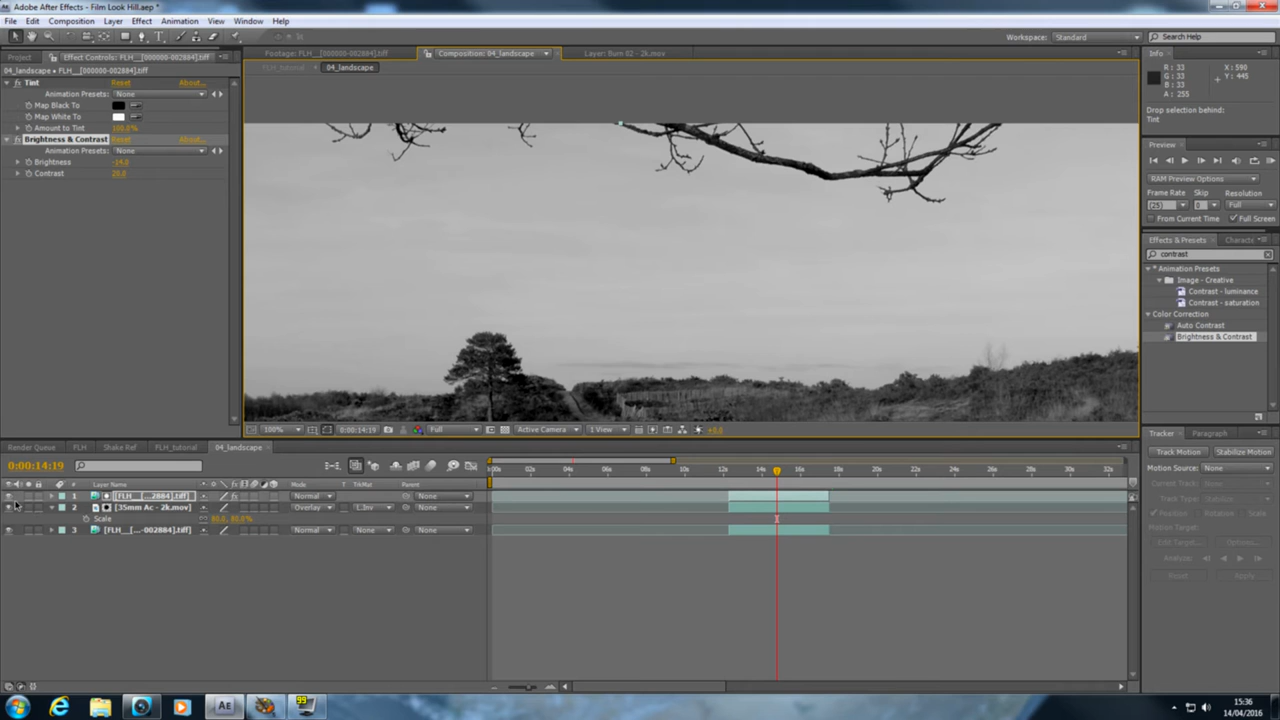 Adobe After Effects - Film Look Hill.aep *
File Edit Composition Layer Effect Animation View Window Help
Workspace: Standard Search Help
Project Effect Controls: FLH__[000000-002884].tiff
Footage: FLH__[000000-002884].tiff Composition: 04_landscape Layer: Burn 02 - 2k.mov
Info
04_landscape • FLH__[000000-002884].tiff
FLH_tutorial 04_landscape
Tint Reset About...
Animation Presets: None
Map Black To
Map White To
Amount to Tint 100.0%
Brightness & Contrast Reset About...
Animation Presets: None
Brightness -14.0
Contrast 20.0
R: 33
G: 33
B: 33
A: 255
X: 590
Y: 445
Drop selection behind:
Tint
Preview
RAM Preview Options
Frame Rate Skip Resolution
(25) 0 Full
From Current Time Full Screen
Effects & Presets Characte
contrast
* Animation Presets
Image - Creative
Contrast - luminance
Contrast - saturation
Color Correction
Auto Contrast
Brightness & Contrast
100% 0:00:14:19 Full Active Camera 1 View +0.0
Tracker Paragraph
Track Motion Stabilize Motion
Motion Source: None
Current Track:
Track Type: Stabilize
Position Rotation Scale
Motion Target:
Edit Target... Options...
Analyze:
Reset Apply
Render Queue FLH Shake Ref FLH_tutorial 04_landscape
0:00:14:19
:00s 02s 04s 06s 08s 10s 12s 14s 16s 18s 20s 22s 24s 26s 28s 30s 32s
# Layer Name Mode T TrkMat Parent
1 [FLH__[...2884].tiff] Normal None
2 [35mm Ac - 2k.mov] Overlay L.Inv None
Scale 80.0, 80.0%
3 [FLH__[...-002884].tiff] Normal None None
99
15:36
14/04/2016